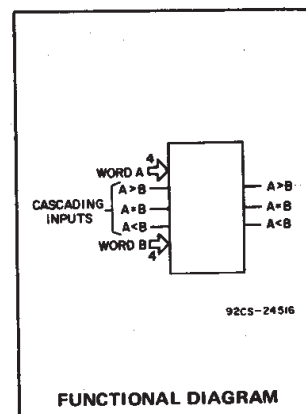 4
WORD A
A>B A>B
CASCADING INPUTS A=B A=B
A<B A<B
WORD B
4
92CS-24516
FUNCTIONAL DIAGRAM